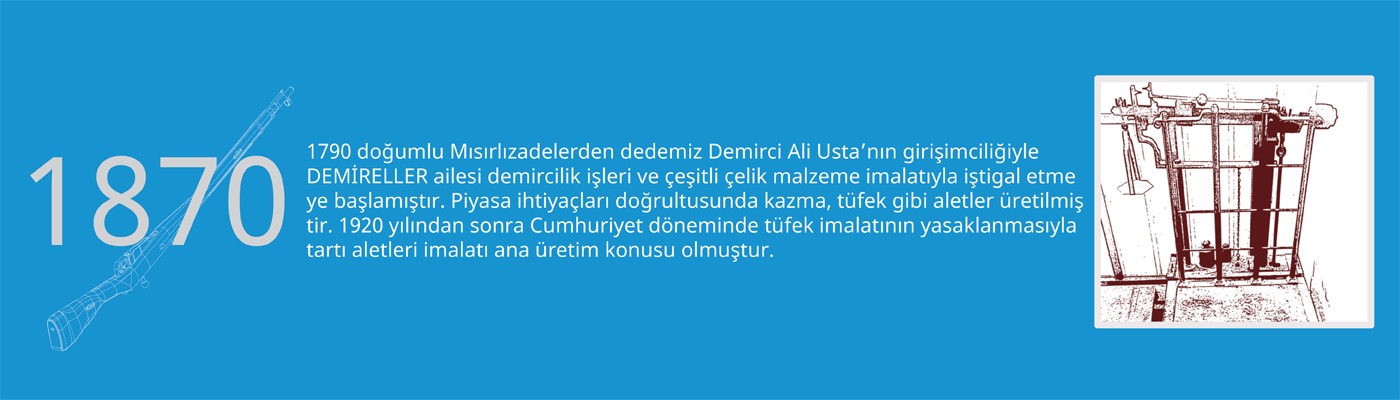 1870
1790 doğumlu Mısırlızadelerden dedemiz Demirci Ali Usta’nın girişimciliğiyle
DEMİRELLER ailesi demircilik işleri ve çeşitli çelik malzeme imalatıyla iştigal etme
ye başlamıştır. Piyasa ihtiyaçları doğrultusunda kazma, tüfek gibi aletler üretilmiş
tir. 1920 yılından sonra Cumhuriyet döneminde tüfek imalatının yasaklanmasıyla
tartı aletleri imalatı ana üretim konusu olmuştur.